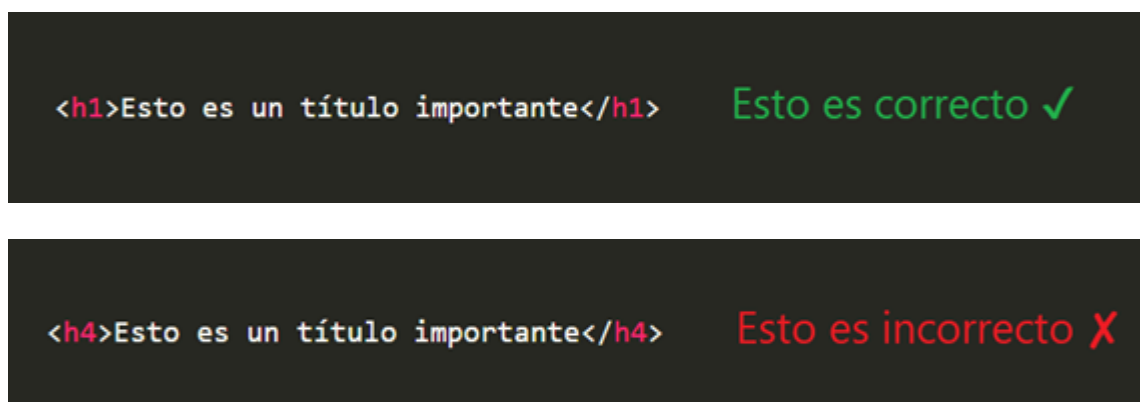 <h1>Esto es un título importante</h1> Esto es correcto ✓
<h4>Esto es un título importante</h4> Esto es incorrecto ✗